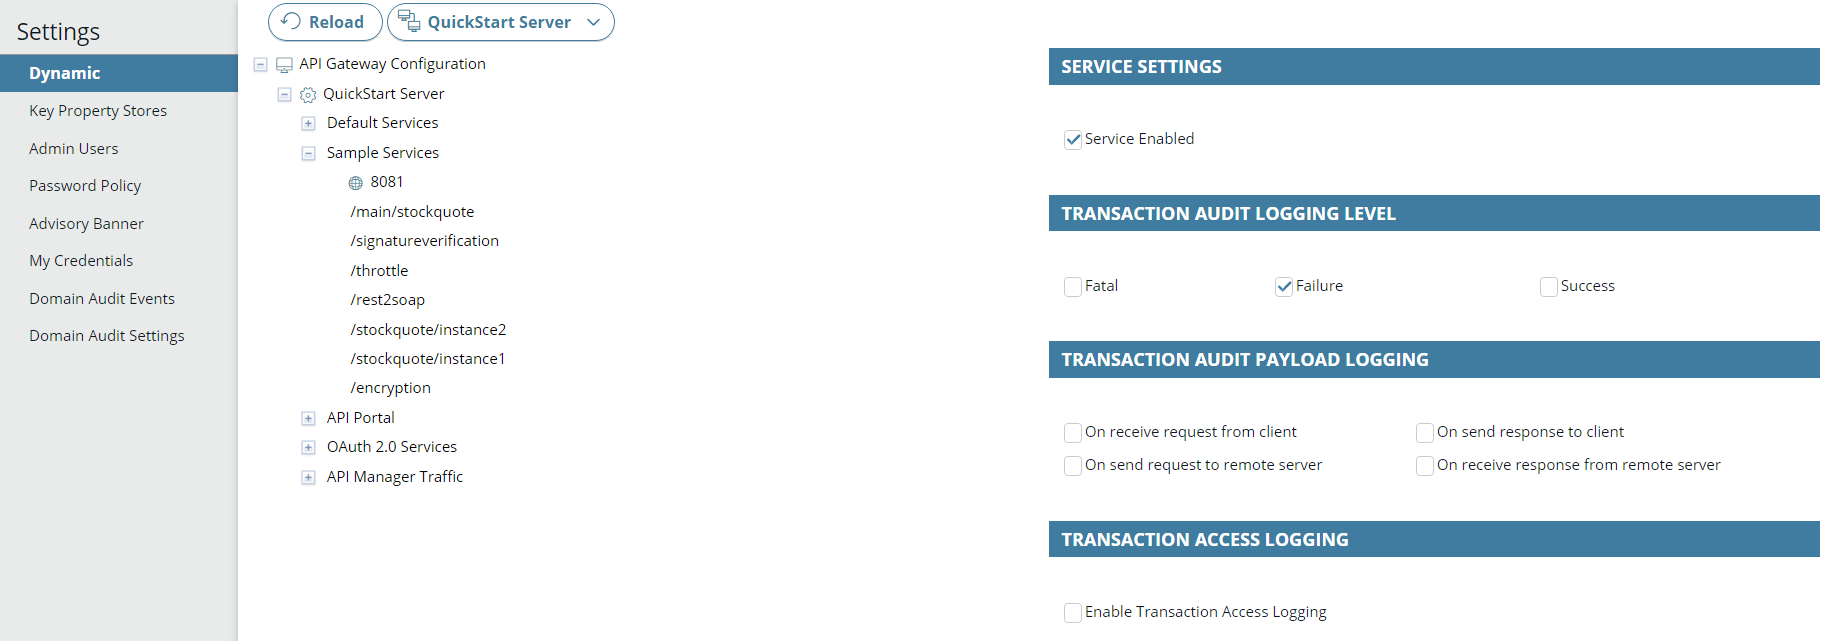 Settings
Dynamic
Key Property Stores
Admin Users
Password Policy
Advisory Banner
My Credentials
Domain Audit Events
Domain Audit Settings
Reload
QuickStart Server
API Gateway Configuration
QuickStart Server
Default Services
Sample Services
8081
/main/stockquote
/signatureverification
/throttle
/rest2soap
/stockquote/instance2
/stockquote/instance1
/encryption
API Portal
OAuth 2.0 Services
API Manager Traffic
SERVICE SETTINGS
Service Enabled
TRANSACTION AUDIT LOGGING LEVEL
Fatal Failure Success
TRANSACTION AUDIT PAYLOAD LOGGING
On receive request from client On send response to client
On send request to remote server On receive response from remote server
TRANSACTION ACCESS LOGGING
Enable Transaction Access Logging